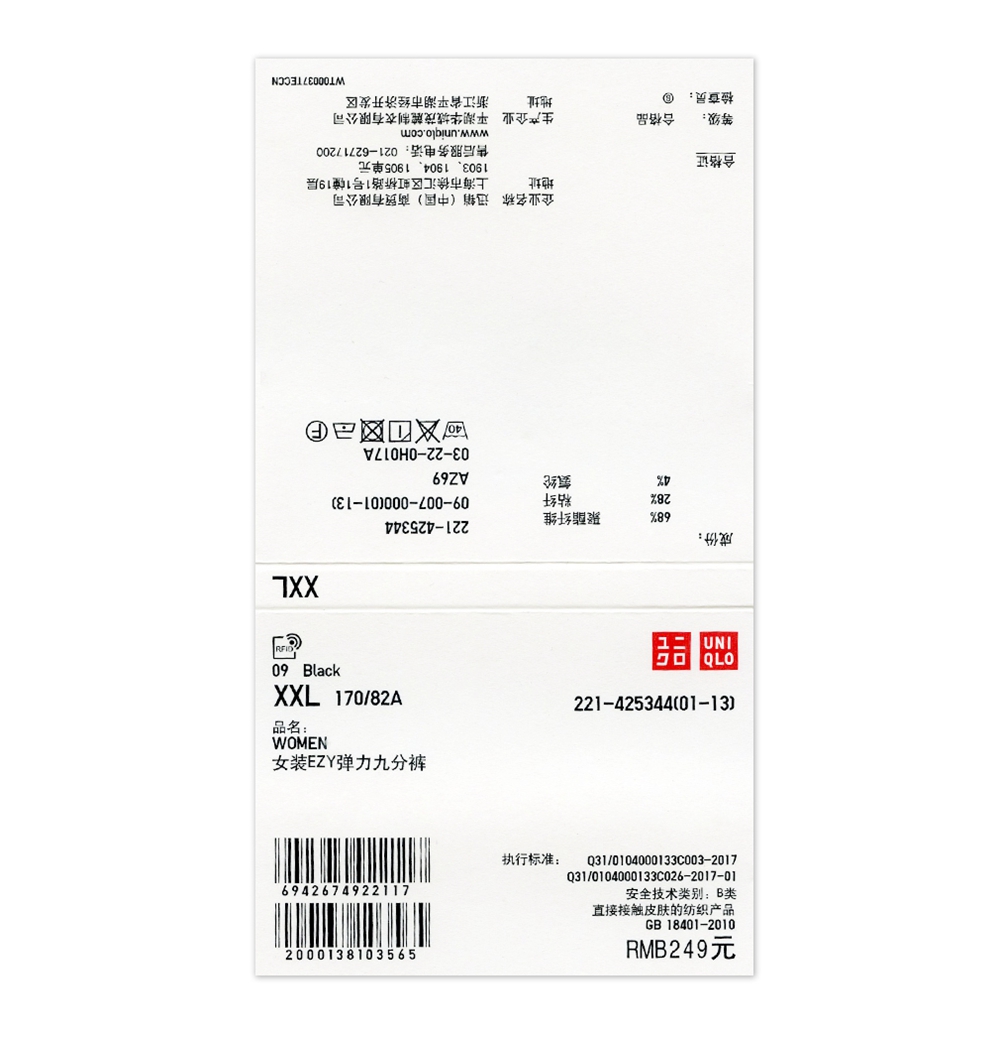 成份：
68% 聚酯纤维
28% 粘纤
4% 氨纶
221-425344
09-007-000(01-13)
AZ69
03-22-0H017A
40
F
合格证
等级： 合格品
检查员：
企业名称 迅销（中国）商贸有限公司
地址 上海市徐汇区虹桥路1号1幢19层
1903、1904、1905单元
售后服务电话：021-62717200
www.uniqlo.com
生产企业 平湖华城茂麓制衣有限公司
地址 浙江省平湖市经济开发区
WT00037TECCN
XXL
RFID
ユニクロ UNIQLO
09 Black
XXL 170/82A
221-425344(01-13)
品名：
WOMEN
女装EZY弹力九分裤
6942674922117
2000138103565
执行标准： Q31/0104000133C003-2017
Q31/0104000133C026-2017-01
安全技术类别：B类
直接接触皮肤的纺织产品
GB 18401-2010
RMB249元